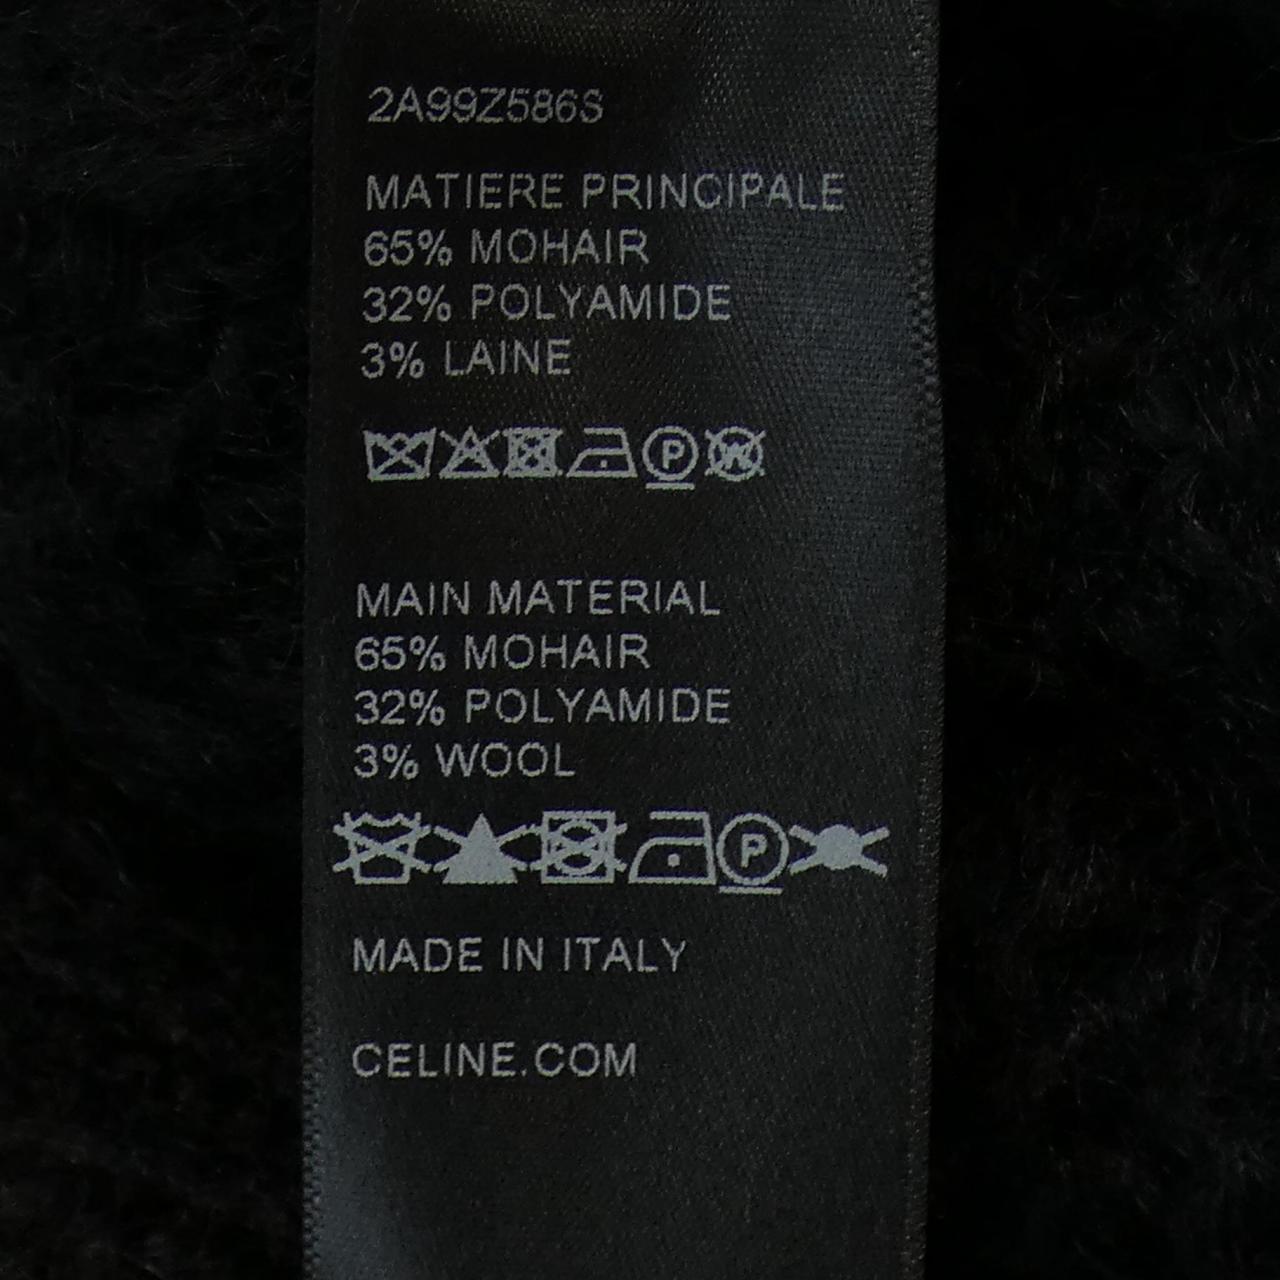 2A99Z586S
MATIERE PRINCIPALE
65% MOHAIR
32% POLYAMIDE
3% LAINE
P W
MAIN MATERIAL
65% MOHAIR
32% POLYAMIDE
3% WOOL
P
MADE IN ITALY
CELINE.COM